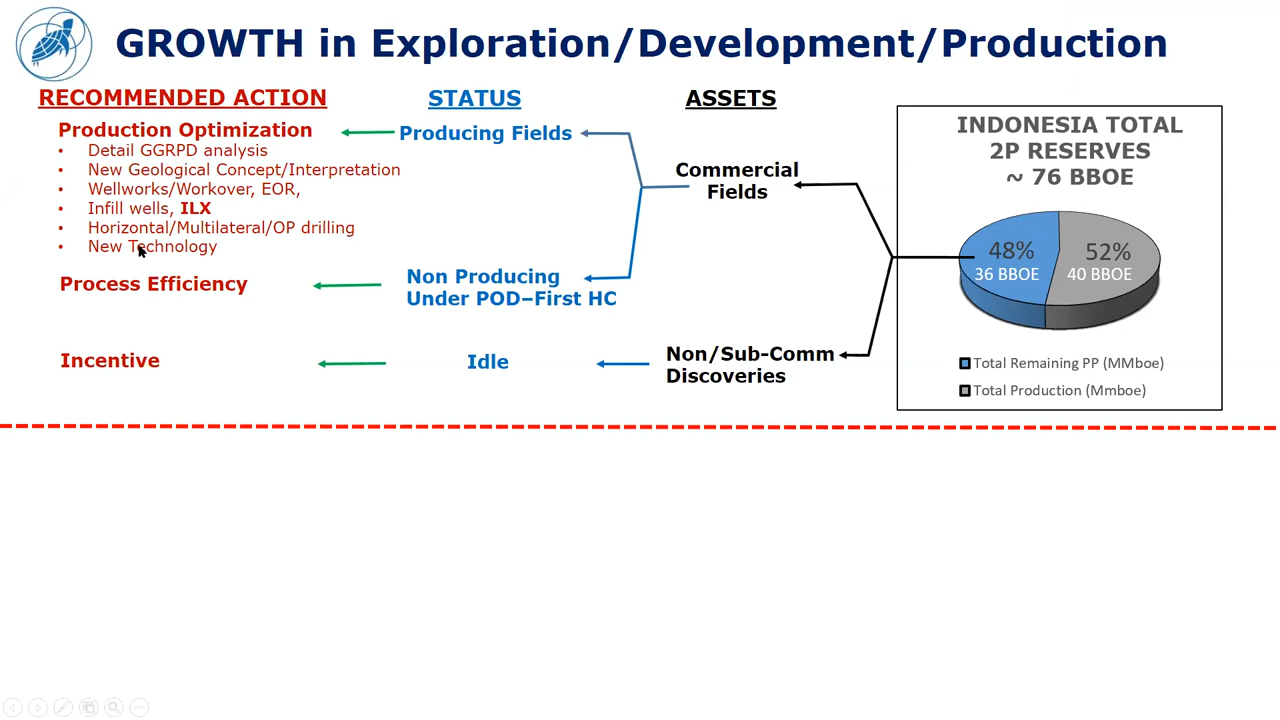 GROWTH in Exploration/Development/Production
RECOMMENDED ACTION
STATUS
ASSETS
Production Optimization
• Detail GGRPD analysis
• New Geological Concept/Interpretation
• Wellworks/Workover, EOR,
• Infill wells, ILX
• Horizontal/Multilateral/OP drilling
• New Technology
Process Efficiency
Incentive
Producing Fields
Non Producing
Under POD–First HC
Idle
Commercial
Fields
Non/Sub-Comm
Discoveries
INDONESIA TOTAL
2P RESERVES
~ 76 BBOE
48%
36 BBOE
52%
40 BBOE
Total Remaining PP (MMboe)
Total Production (Mmboe)